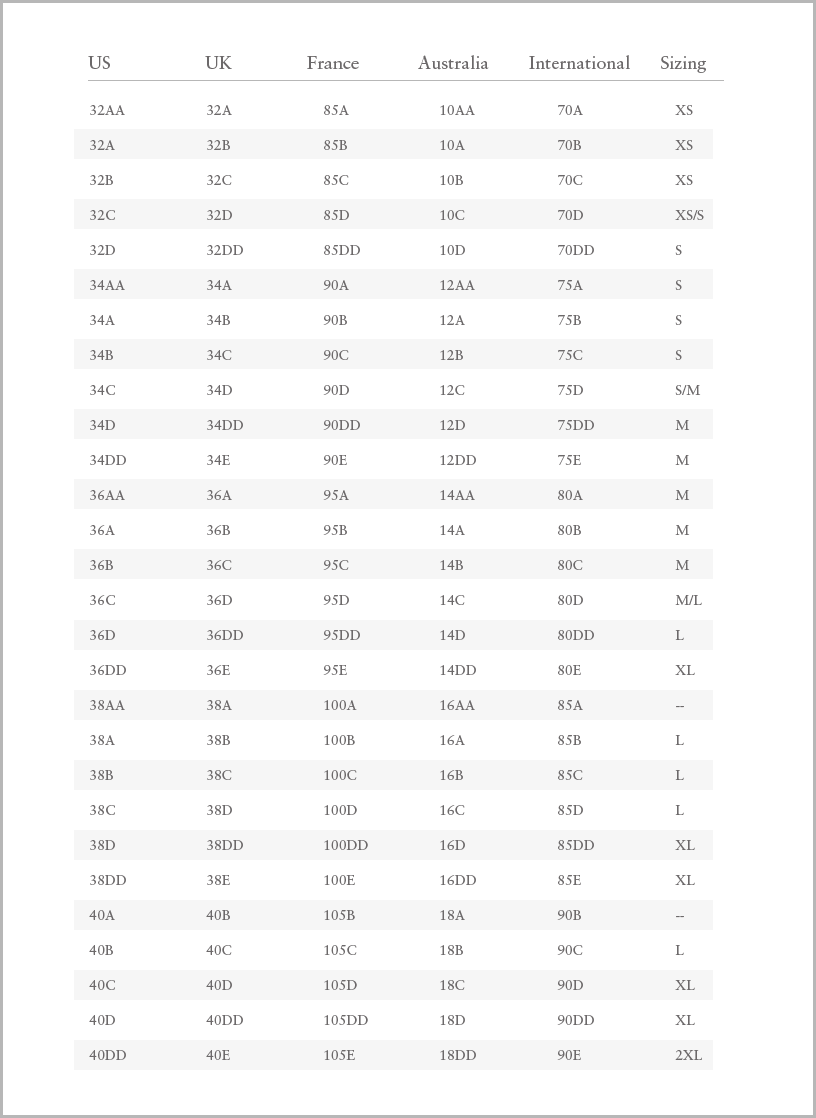 US UK France Australia International Sizing
32AA 32A 85A 10AA 70A XS
32A 32B 85B 10A 70B XS
32B 32C 85C 10B 70C XS
32C 32D 85D 10C 70D XS/S
32D 32DD 85DD 10D 70DD S
34AA 34A 90A 12AA 75A S
34A 34B 90B 12A 75B S
34B 34C 90C 12B 75C S
34C 34D 90D 12C 75D S/M
34D 34DD 90DD 12D 75DD M
34DD 34E 90E 12DD 75E M
36AA 36A 95A 14AA 80A M
36A 36B 95B 14A 80B M
36B 36C 95C 14B 80C M
36C 36D 95D 14C 80D M/L
36D 36DD 95DD 14D 80DD L
36DD 36E 95E 14DD 80E XL
38AA 38A 100A 16AA 85A --
38A 38B 100B 16A 85B L
38B 38C 100C 16B 85C L
38C 38D 100D 16C 85D L
38D 38DD 100DD 16D 85DD XL
38DD 38E 100E 16DD 85E XL
40A 40B 105B 18A 90B --
40B 40C 105C 18B 90C L
40C 40D 105D 18C 90D XL
40D 40DD 105DD 18D 90DD XL
40DD 40E 105E 18DD 90E 2XL